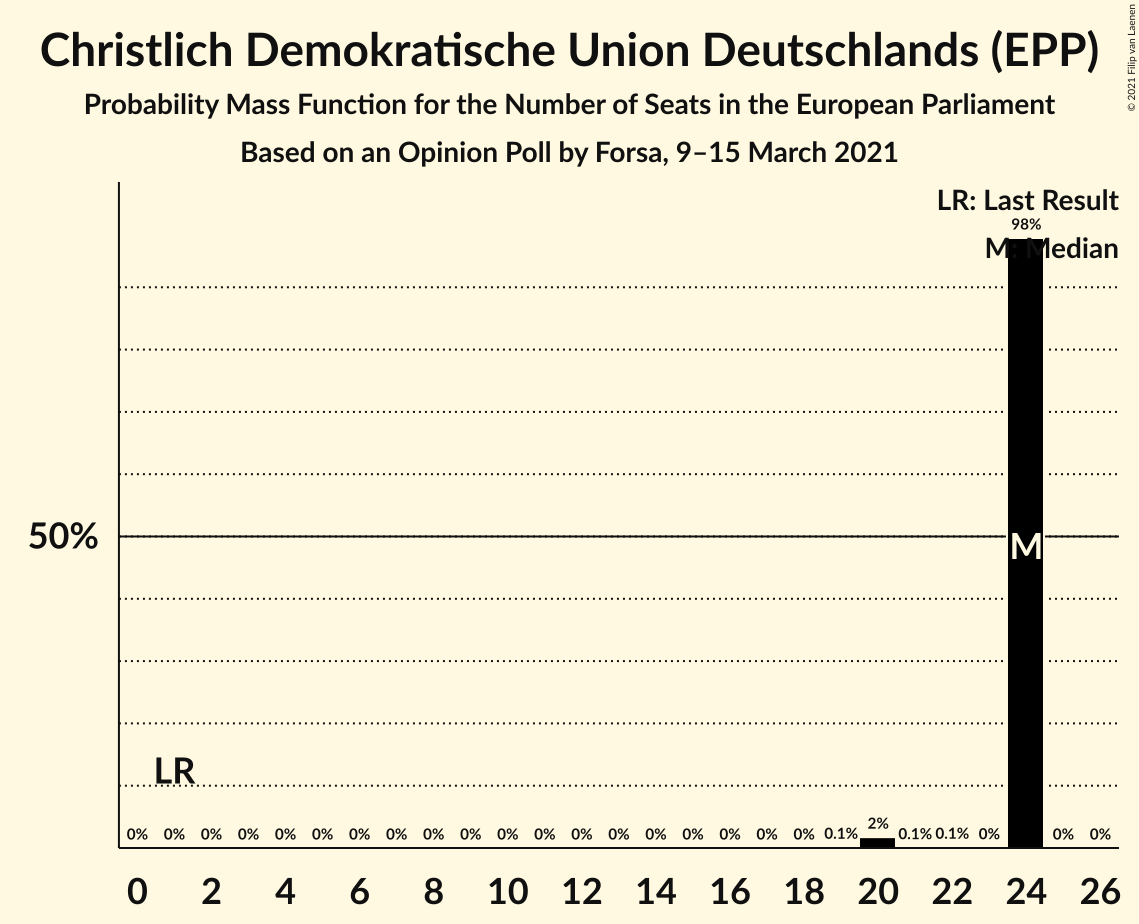 Christlich Demokratische Union Deutschlands (EPP)
Probability Mass Function for the Number of Seats in the European Parliament
Based on an Opinion Poll by Forsa, 9–15 March 2021
© 2021 Filip van Laenen
LR: Last Result
98%
M: Median
50%
M
LR
0% 0% 0% 0% 0% 0% 0% 0% 0% 0% 0% 0% 0% 0% 0% 0% 0% 0% 0% 0.1% 2% 0.1% 0.1% 0% 0% 0%
0 2 4 6 8 10 12 14 16 18 20 22 24 26